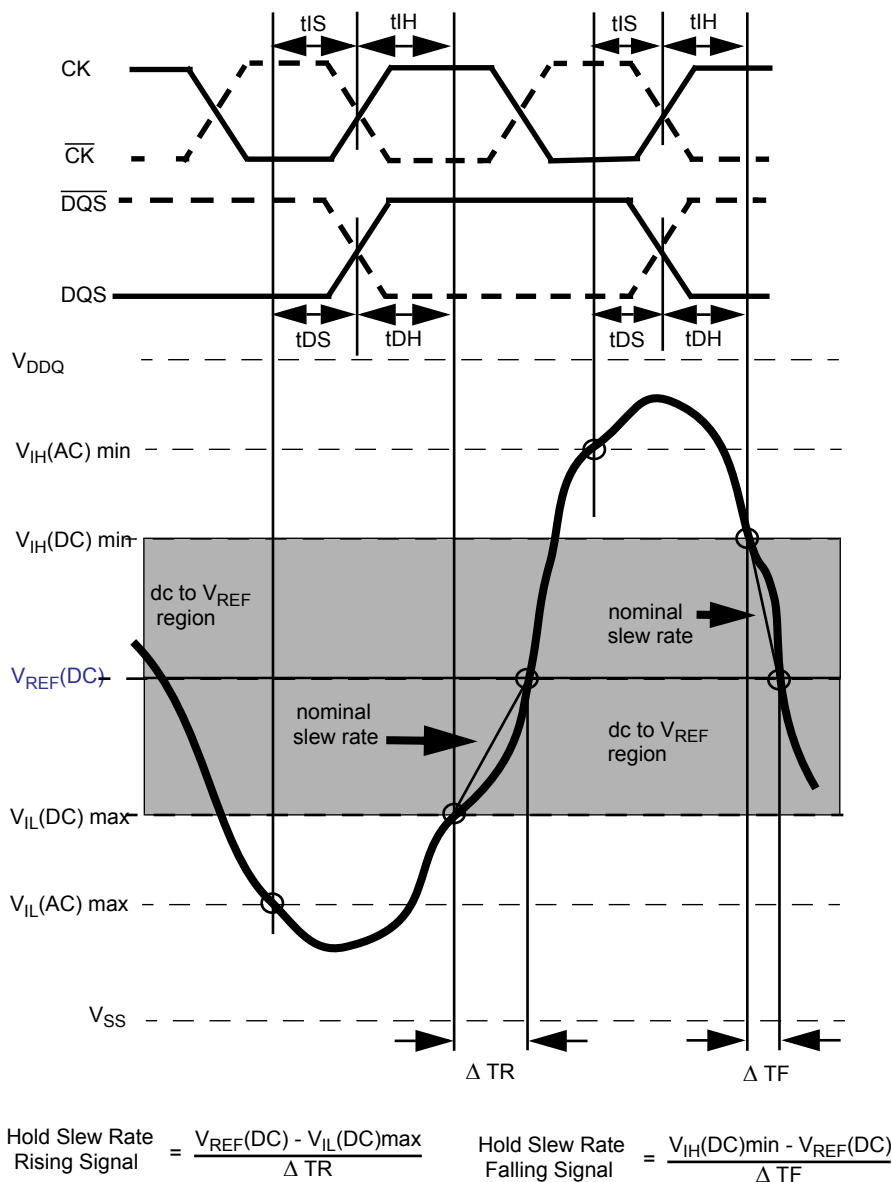 tIS tIH tIS tIH
CK
CK
DQS
DQS
tDS tDH tDS tDH
VDDQ
VIH(AC) min
VIH(DC) min
dc to VREF
region
nominal
slew rate
VREF(DC)
nominal
slew rate
dc to VREF
region
VIL(DC) max
VIL(AC) max
VSS
Δ TR Δ TF
Hold Slew Rate
Rising Signal
= VREF(DC) - VIL(DC)max
Δ TR
Hold Slew Rate
Falling Signal
= VIH(DC)min - VREF(DC)
Δ TF